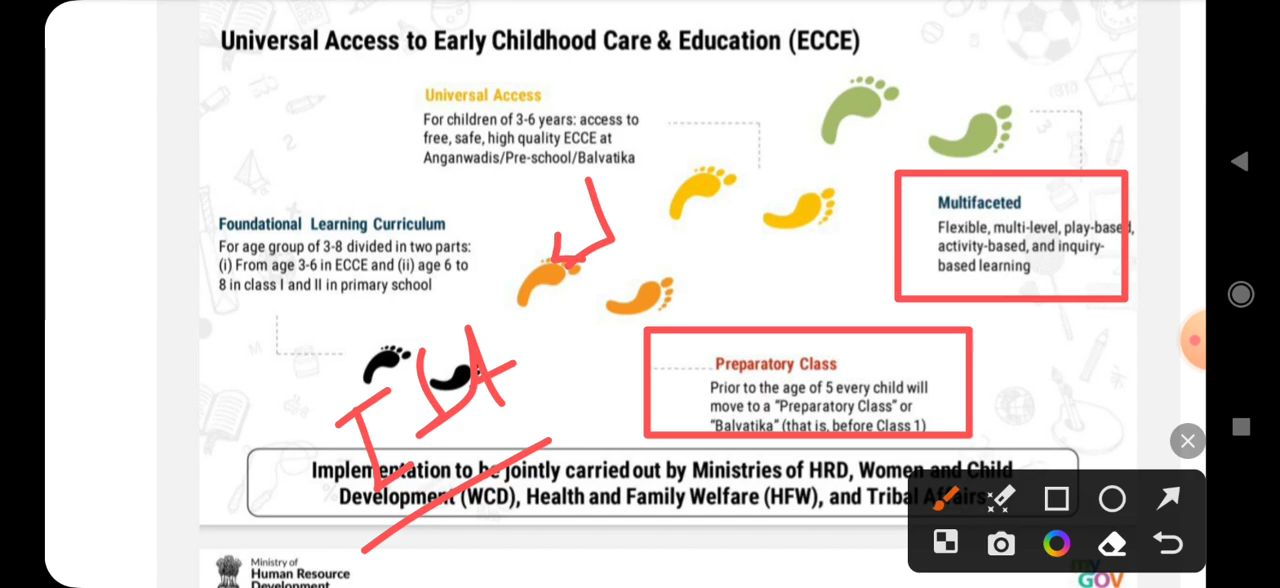 Universal Access to Early Childhood Care & Education (ECCE)
Universal Access
For children of 3-6 years: access to
free, safe, high quality ECCE at
Anganwadis/Pre-school/Balvatika
Multifaceted
Flexible, multi-level, play-based,
activity-based, and inquiry-
based learning
Foundational Learning Curriculum
For age group of 3-8 divided in two parts:
(i) From age 3-6 in ECCE and (ii) age 6 to
8 in class I and II in primary school
Preparatory Class
Prior to the age of 5 every child will
move to a “Preparatory Class” or
“Balvatika” (that is, before Class 1)
Implementation to be jointly carried out by Ministries of HRD, Women and Child
Development (WCD), Health and Family Welfare (HFW), and Tribal Affairs
Ministry of
Human Resource
Development
my
GOV